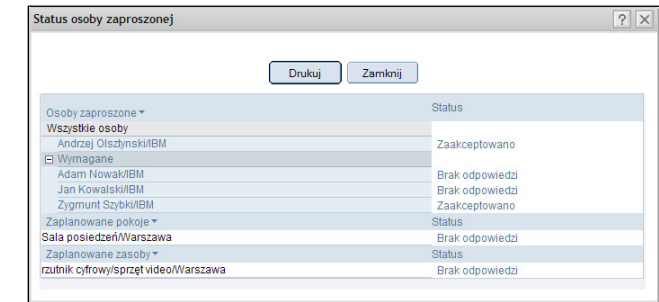 Status osoby zaproszonej
Drukuj Zamknij
Osoby zaproszone Status
Wszystkie osoby
Andrzej Olsztynski/IBM Zaakceptowano
Wymagane
Adam Nowak/IBM Brak odpowiedzi
Jan Kowalski/IBM Brak odpowiedzi
Zygmunt Szybki/IBM Zaakceptowano
Zaplanowane pokoje Status
Sala posiedzeń/Warszawa Brak odpowiedzi
Zaplanowane zasoby Status
rzutnik cyfrowy/sprzęt video/Warszawa Brak odpowiedzi